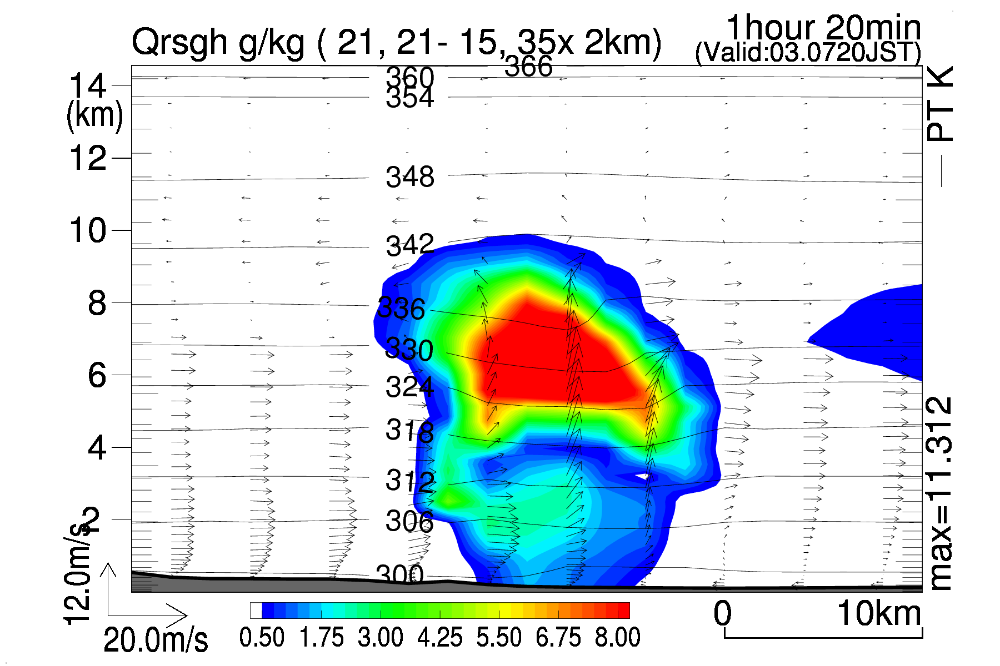 Qrsgh g/kg ( 21, 21- 15, 35x 2km)
1hour 20min
(Valid:03.0720JST)
14
(km)
12
10
8
6
4
2
366
360
354
348
342
336
330
324
318
312
306
300
— PT K
max=11.312
12.0m/s
20.0m/s
0.50 1.75 3.00 4.25 5.50 6.75 8.00
0 10km